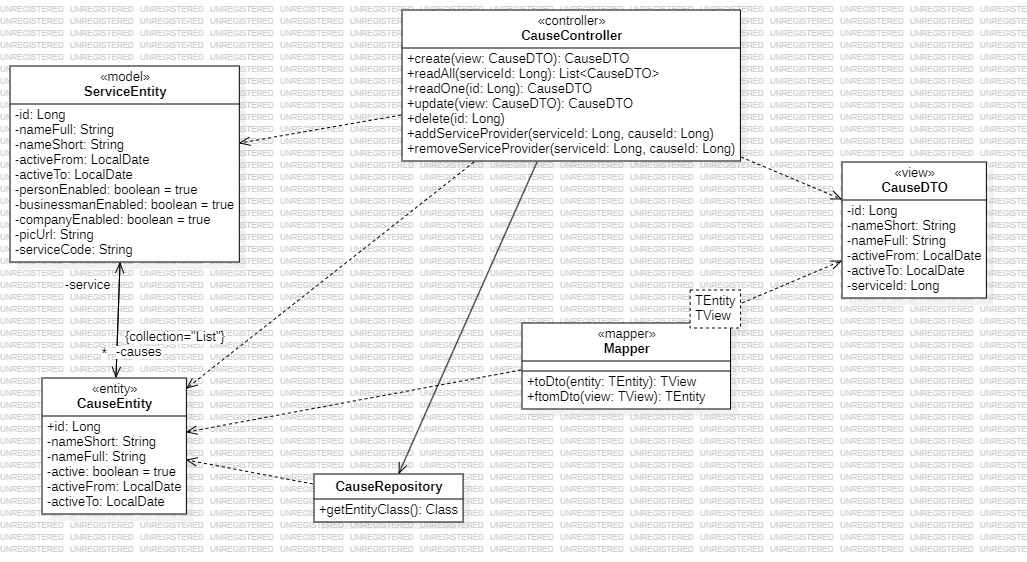 «controller»
CauseController
+create(view: CauseDTO): CauseDTO
+readAll(serviceId: Long): List<CauseDTO>
+readOne(id: Long): CauseDTO
+update(view: CauseDTO): CauseDTO
+delete(id: Long)
+addServiceProvider(serviceId: Long, causeId: Long)
+removeServiceProvider(serviceId: Long, causeId: Long)
«model»
ServiceEntity
-id: Long
-nameFull: String
-nameShort: String
-activeFrom: LocalDate
-activeTo: LocalDate
-personEnabled: boolean = true
-businessmanEnabled: boolean = true
-companyEnabled: boolean = true
-picUrl: String
-serviceCode: String
«view»
CauseDTO
-id: Long
-nameShort: String
-nameFull: String
-activeFrom: LocalDate
-activeTo: LocalDate
-serviceId: Long
-service
{collection="List"}
* -causes
TEntity
TView
«mapper»
Mapper
+toDto(entity: TEntity): TView
+ftomDto(view: TView): TEntity
«entity»
CauseEntity
+id: Long
-nameShort: String
-nameFull: String
-active: boolean = true
-activeFrom: LocalDate
-activeTo: LocalDate
CauseRepository
+getEntityClass(): Class
UNREGISTERED